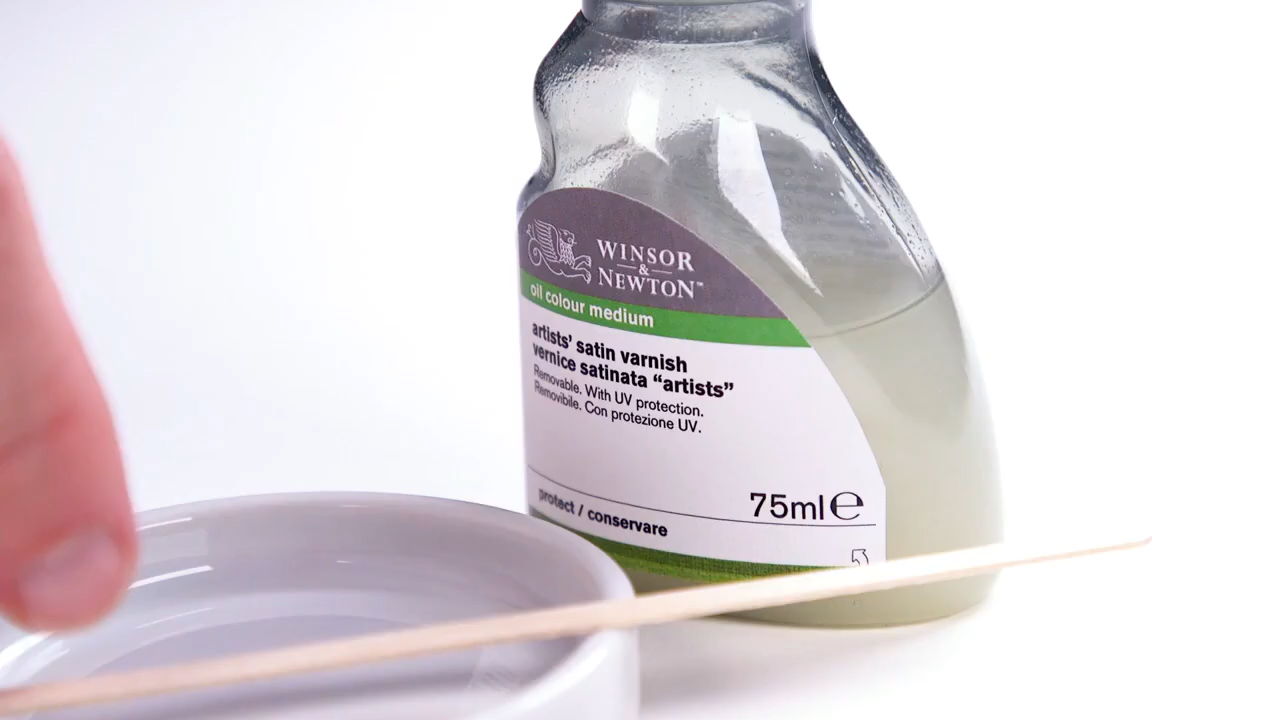 WINSOR
&
NEWTON™
oil colour medium
artists' satin varnish
vernice satinata “artists”
Removable. With UV protection.
Removibile. Con protezione UV.
75ml℮
protect / conservare